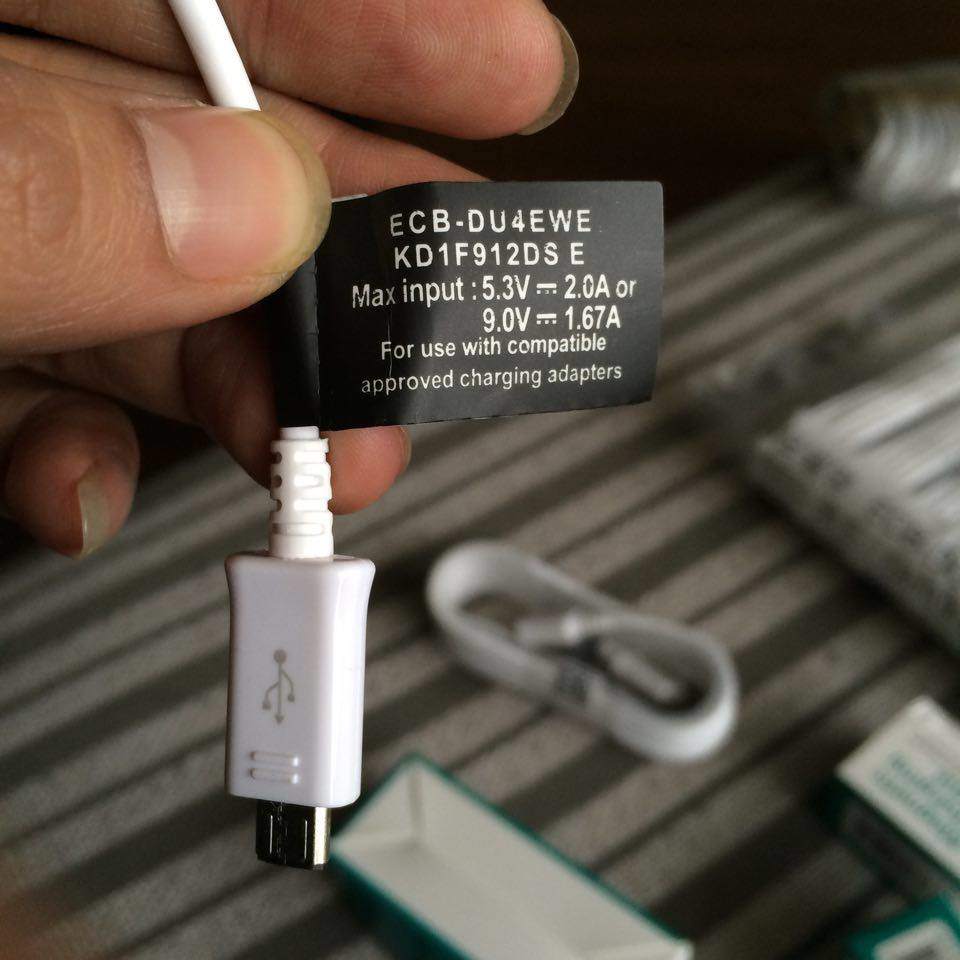 ECB-DU4EWE
KD1F912DS E
Max input : 5.3V ⎓ 2.0A or
9.0V ⎓ 1.67A
For use with compatible
approved charging adapters